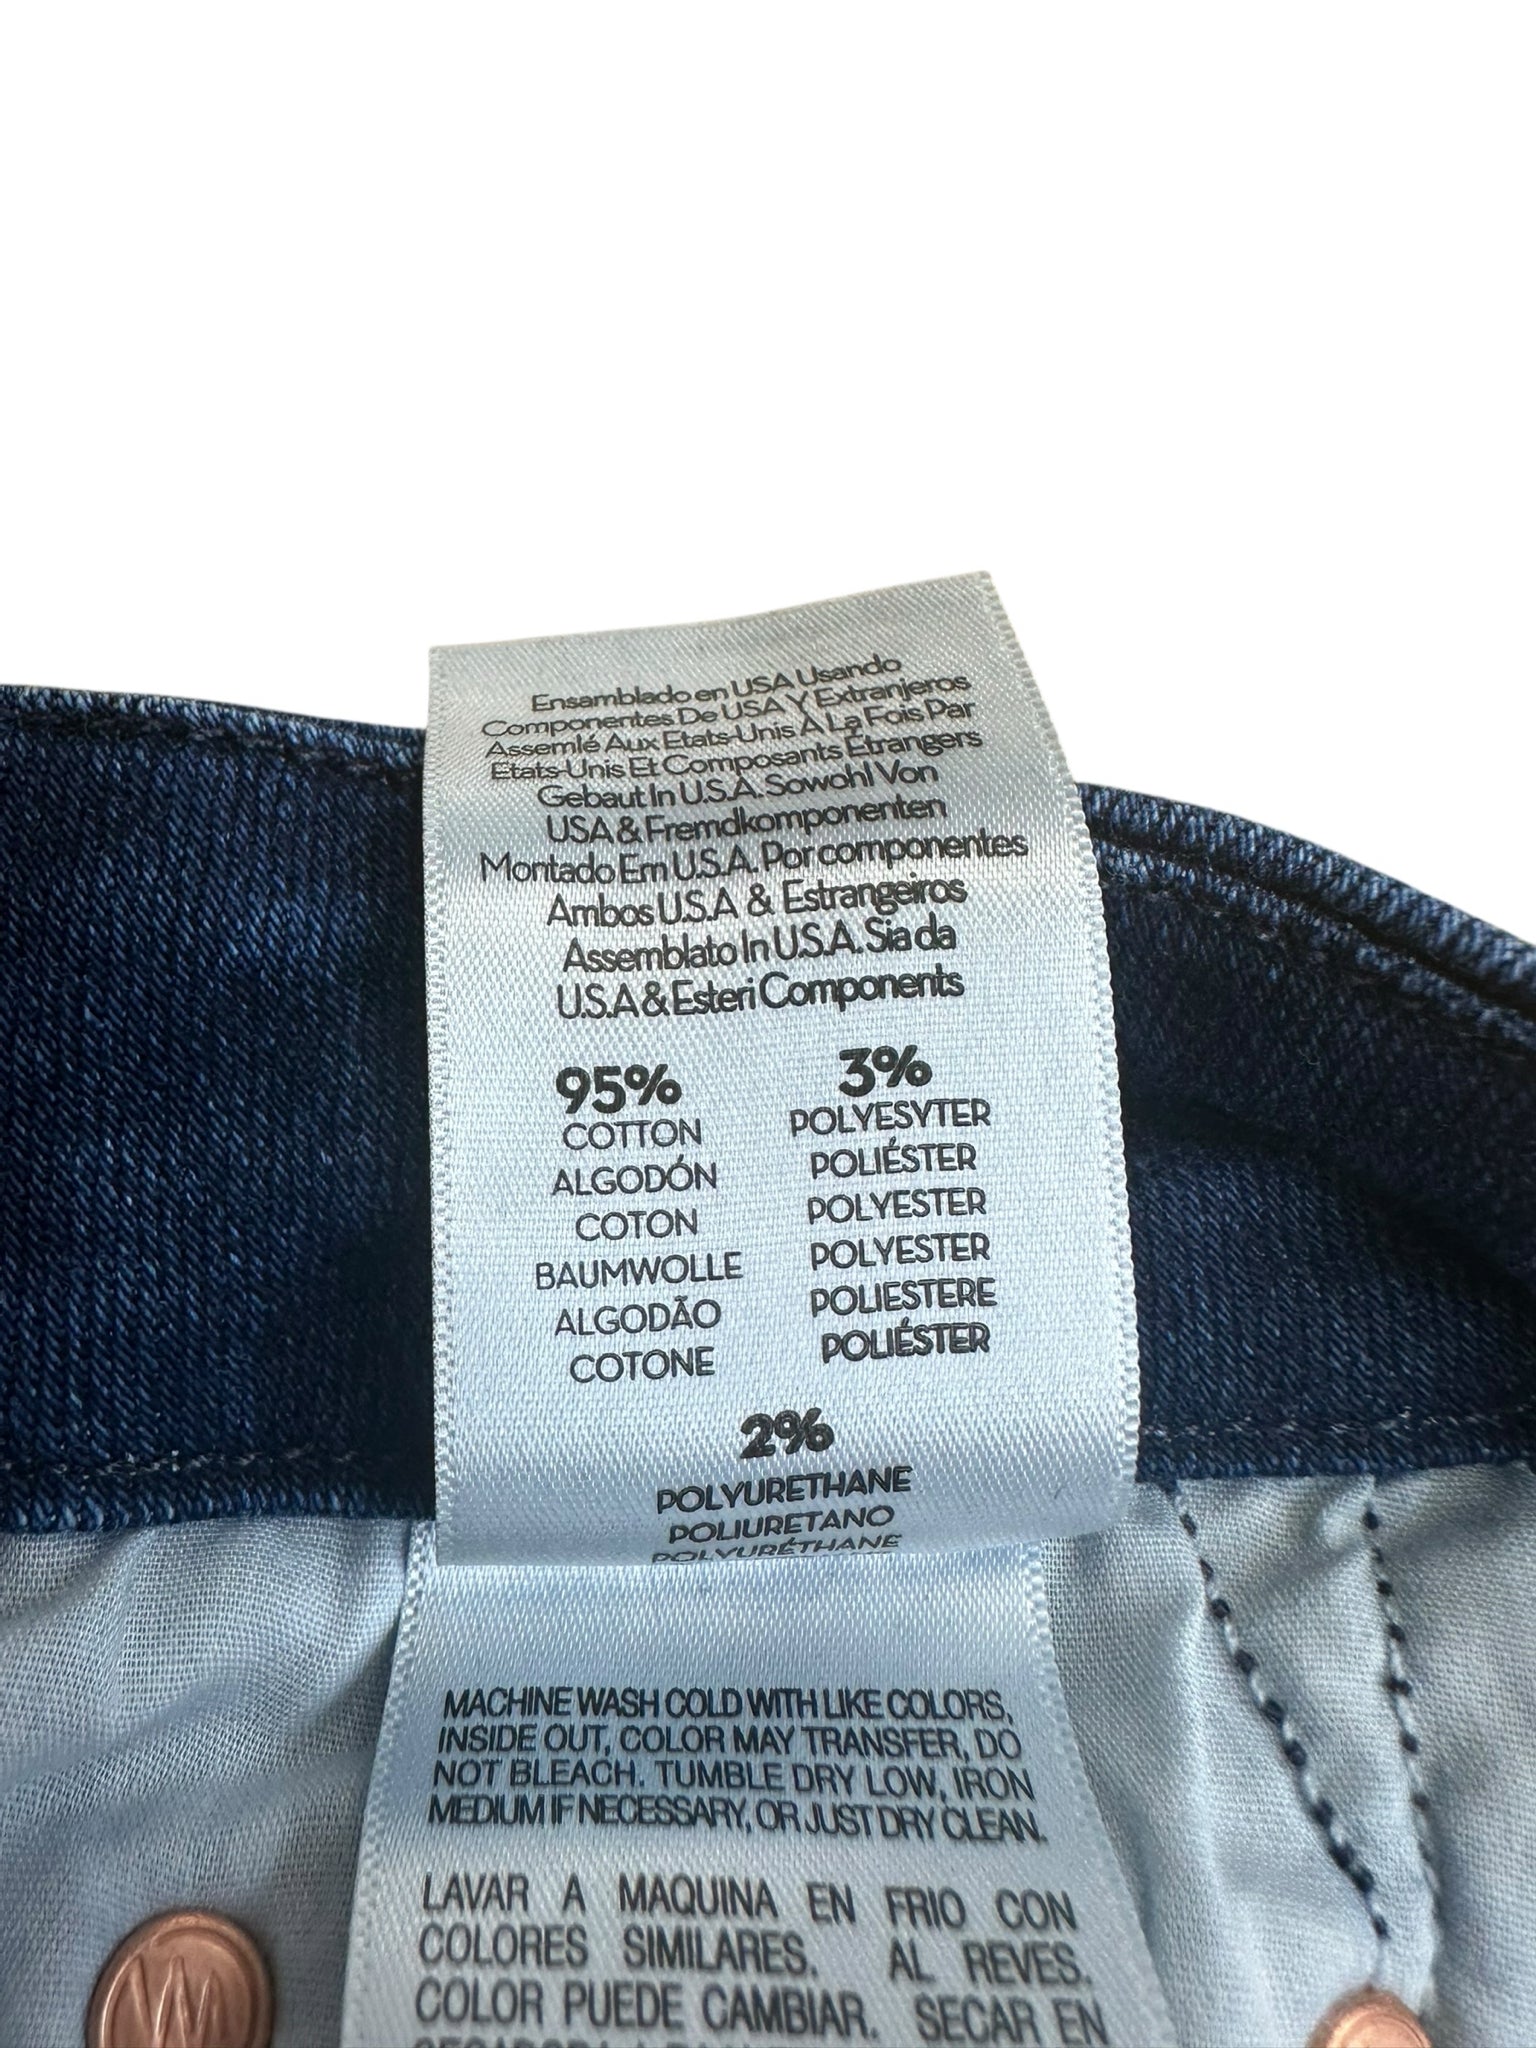 Ensamblado en USA Usando
Componentes De USA Y Extranjeros
Assemlé Aux Etats-Unis À La Fois Par
Etats-Unis Et Composants Étrangers
Gebaut In U.S.A. Sowohl Von
USA & Fremdkomponenten
Montado Em U.S.A. Por componentes
Ambos U.S.A & Estrangeiros
Assemblato In U.S.A. Sia da
U.S.A & Esteri Components
95%
COTTON
ALGODÓN
COTON
BAUMWOLLE
ALGODÃO
COTONE
3%
POLYESYTER
POLIÉSTER
POLYESTER
POLYESTER
POLIESTERE
POLIÉSTER
2%
POLYURETHANE
POLIURETANO
POLYURÉTHANE
MACHINE WASH COLD WITH LIKE COLORS,
INSIDE OUT, COLOR MAY TRANSFER, DO
NOT BLEACH. TUMBLE DRY LOW, IRON
MEDIUM IF NECESSARY, OR JUST DRY CLEAN.
LAVAR A MAQUINA EN FRIO CON
COLORES SIMILARES. AL REVES.
COLOR PUEDE CAMBIAR. SECAR EN